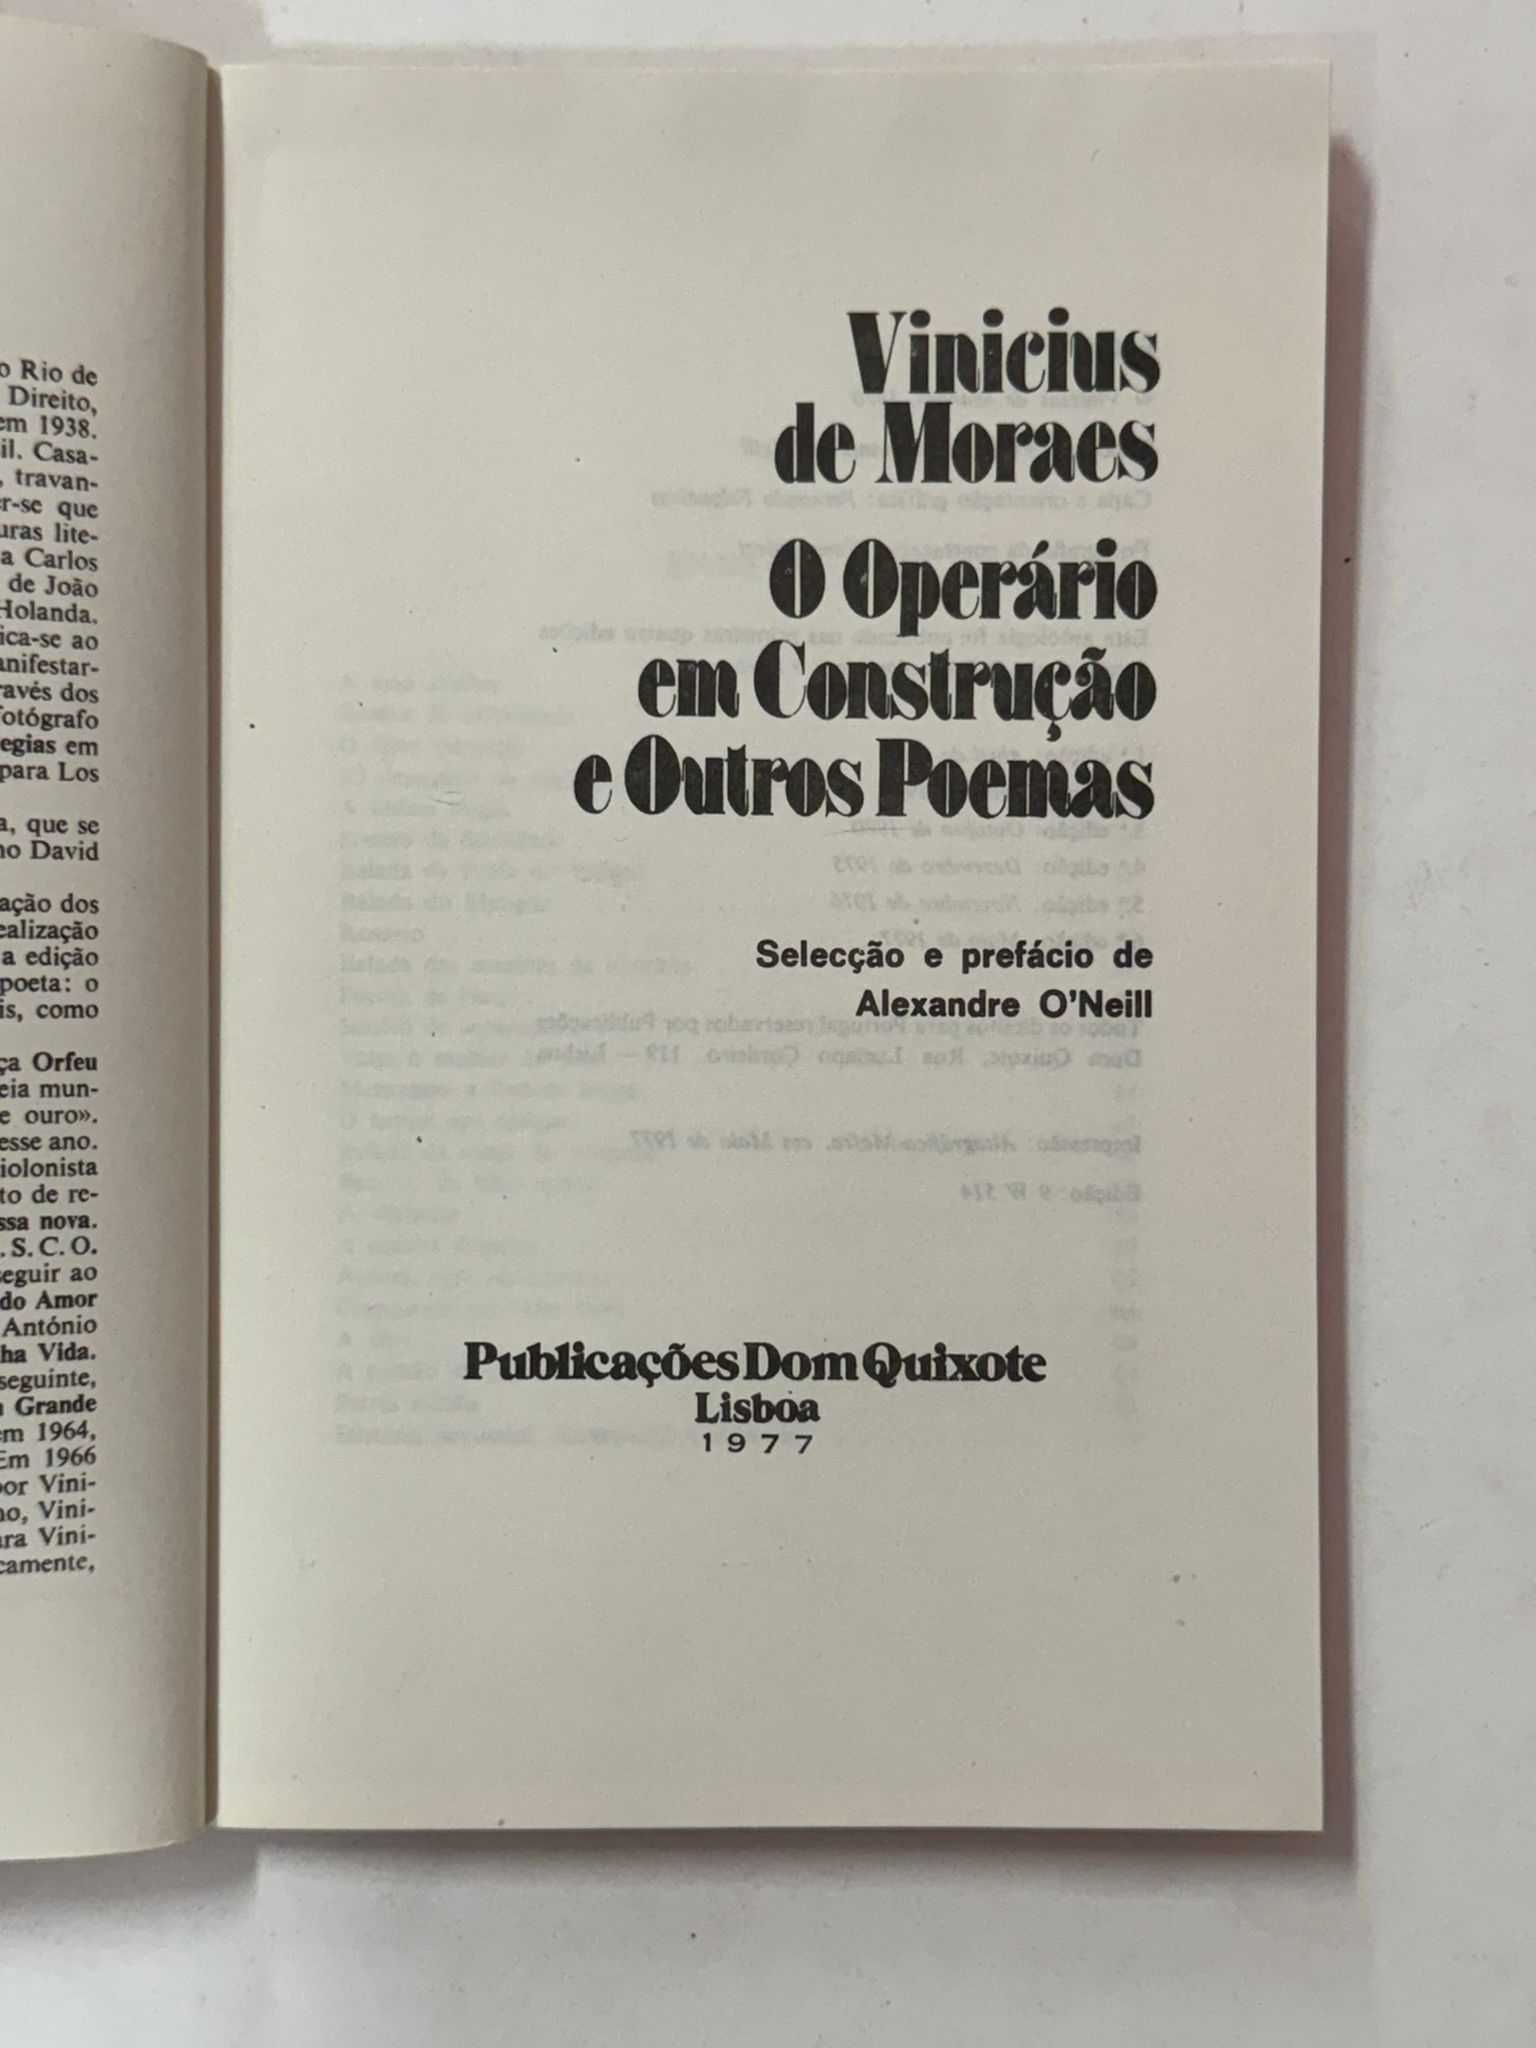 o Rio de
Direito,
em 1938.
il. Casa-
, travan-
r-se que
uras lite-
a Carlos
de João
Holanda.
ica-se ao
anifestar-
ravés dos
fotógrafo
egias em
para Los
a, que se
no David
ação dos
ealização
a edição
poeta: o
is, como
ça Orfeu
eia mun-
e ouro».
esse ano.
iolonista
to de re-
ssa nova.
.S.C.O.
seguir ao
do Amor
António
ha Vida.
seguinte,
a Grande
em 1964,
Em 1966
por Vini-
no, Vini-
ara Vini-
camente,
Vinicius
de Moraes
O Operário
em Construção
e Outros Poemas
Selecção e prefácio de
Alexandre O'Neill
Publicações Dom Quixote
Lisboa
1977